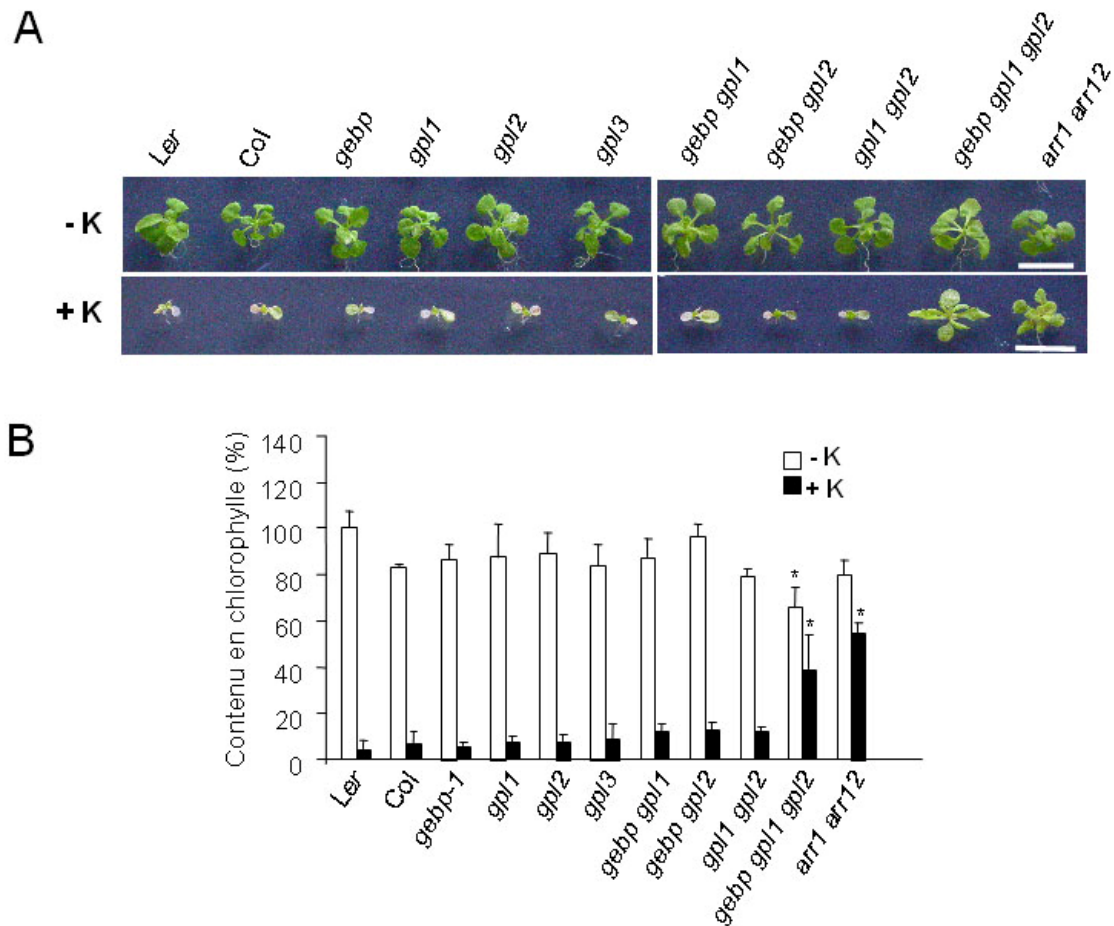 A
Ler Col gebp gpl1 gpl2 gpl3 gebp gpl1 gebp gpl2 gpl1 gpl2 gebp gpl1 gpl2 arr1 arr12
- K
+ K
B
Contenu en chlorophylle (%)
140
120
100
80
60
40
20
0
- K
+ K
*
*
*
Ler Col gebp-1 gpl1 gpl2 gpl3 gebp gpl1 gebp gpl2 gpl1 gpl2 gebp gpl1 gpl2 arr1 arr12